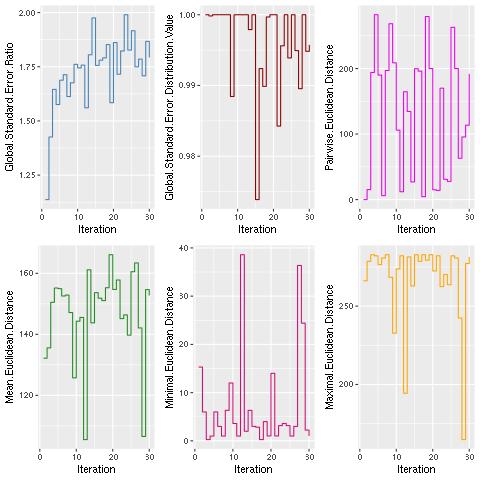 Global.Standard.Error.Ratio
2.00
1.75
1.50
1.25
0 10 20 30
Iteration
Global.Standard.Error.Distribution.Value
1.00
0.99
0.98
0 10 20 30
Iteration
Pairwise.Euclidean.Distance
200
100
0
0 10 20 30
Iteration
Mean.Euclidean.Distance
160
140
120
0 10 20 30
Iteration
Minimal.Euclidean.Distance
40
30
20
10
0
0 10 20 30
Iteration
Maximal.Euclidean.Distance
250
200
0 10 20 30
Iteration